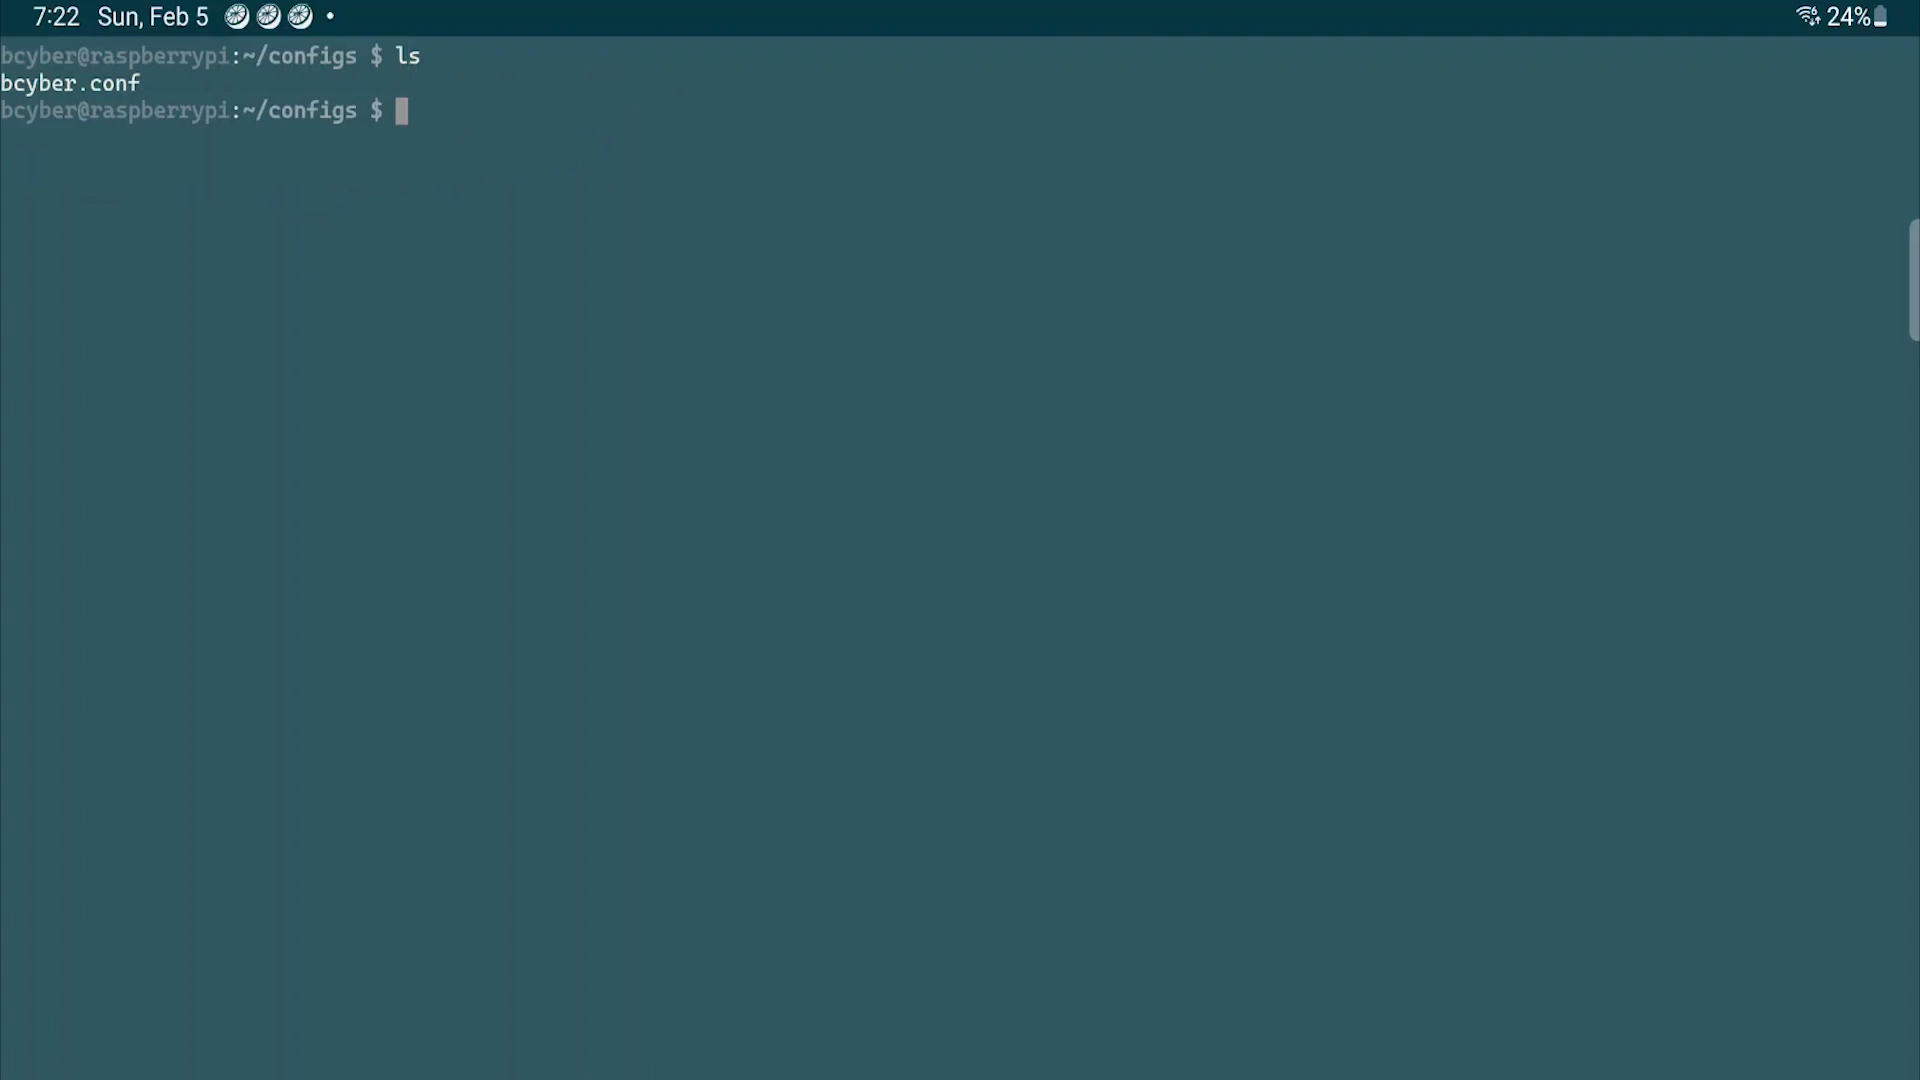 7:22 Sun, Feb 5 24%
bcyber@raspberrypi:~/configs $ ls
bcyber.conf
bcyber@raspberrypi:~/configs $